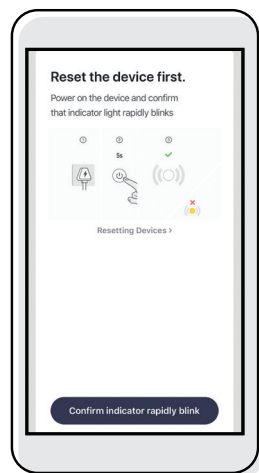 Reset the device first.
Power on the device and confirm
that indicator light rapidly blinks
① ② ③
5s
Resetting Devices >
Confirm indicator rapidly blink